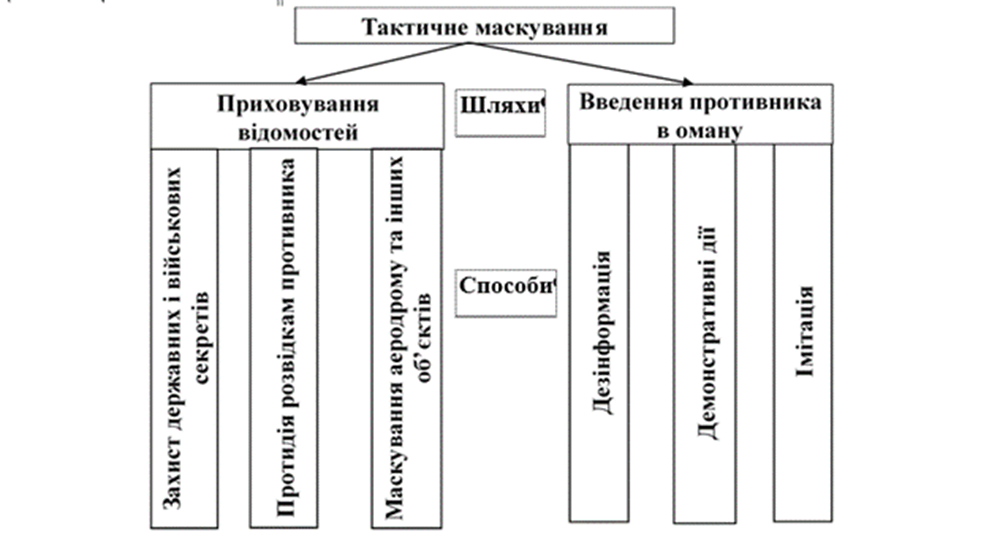 Тактичне маскування
Приховування
відомостей
Шляхи
Введення противника
в оману
Захист державних і військових
секретів
Протидія розвідкам противника
Маскування аеродрому та інших
об’єктів
Способи
Дезінформація
Демонстративні дії
Імітація